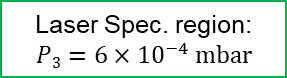 Laser Spec. region:
P₃ = 6 × 10⁻⁴ mbar